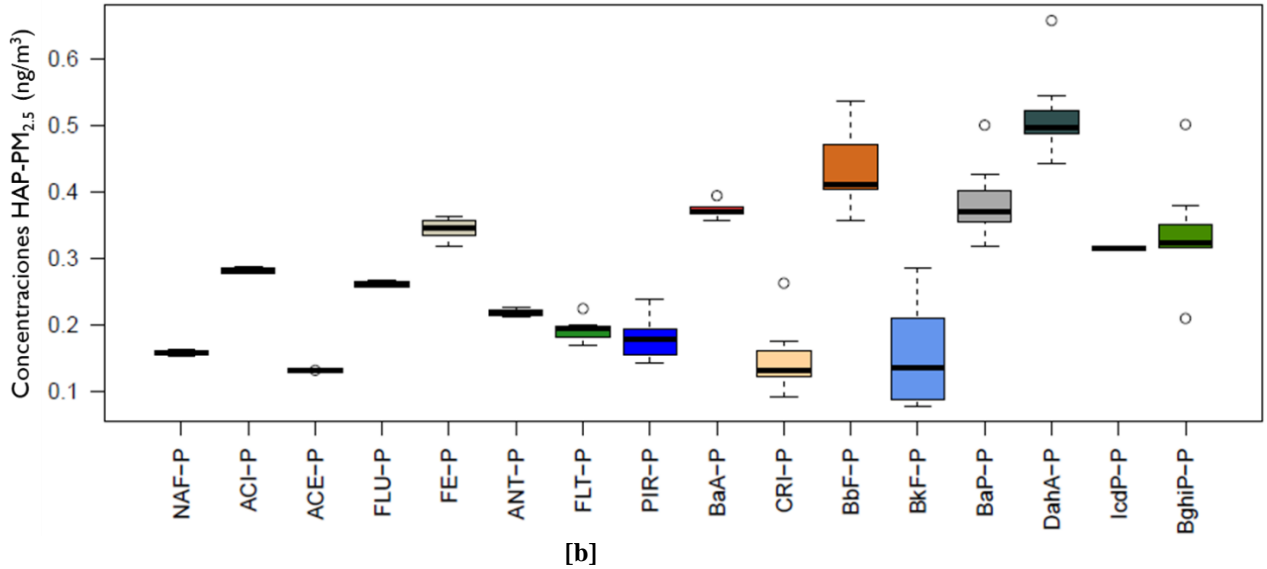 Concentraciones HAP-PM2.5 (ng/m³)
0.6
0.5
0.4
0.3
0.2
0.1
NAF−P
ACI−P
ACE−P
FLU−P
FE−P
ANT−P
FLT−P
PIR−P
BaA−P
CRI−P
BbF−P
BkF−P
BaP−P
DahA−P
IcdP−P
BghiP−P
[b]